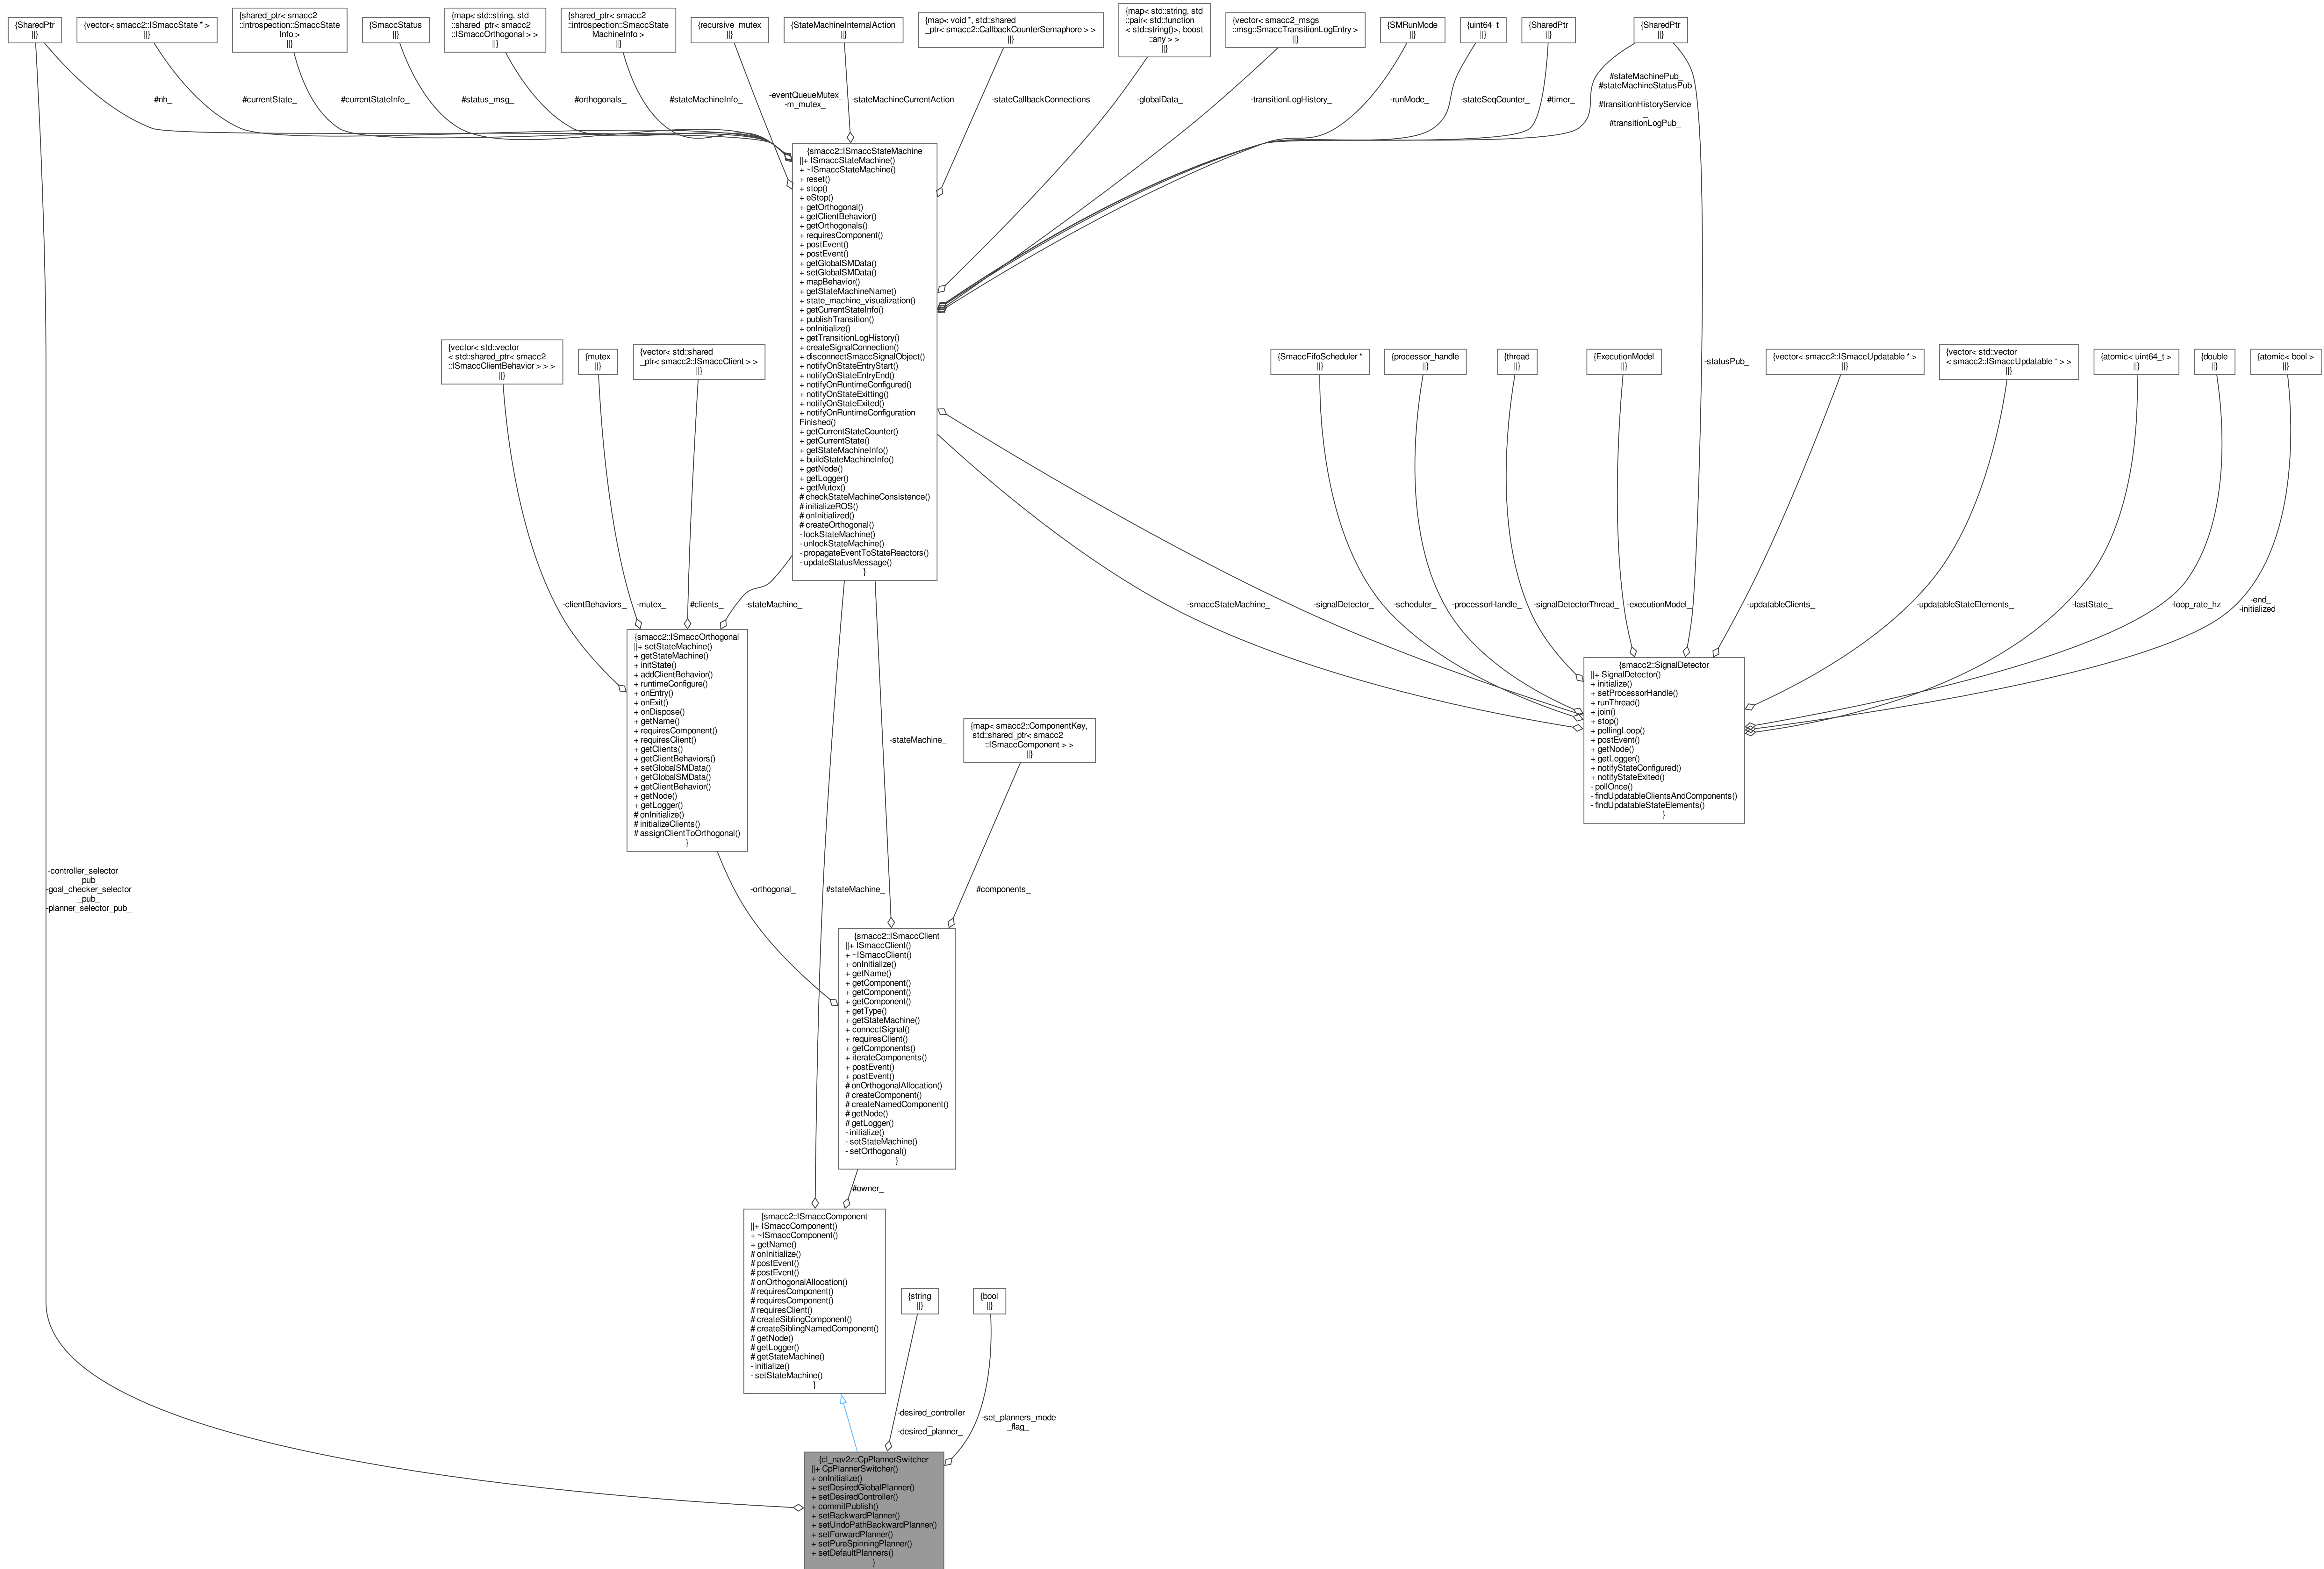 {SharedPtr
||}
{vector< smacc2::ISmaccState * >
||}
{shared_ptr< smacc2
::introspection::SmaccState
Info >
||}
{SmaccStatus
||}
{map< std::string, std
::shared_ptr< smacc2
::ISmaccOrthogonal > >
||}
{shared_ptr< smacc2
::introspection::SmaccState
MachineInfo >
||}
{recursive_mutex
||}
{StateMachineInternalAction
||}
{map< void *, std::shared
_ptr< smacc2::CallbackCounterSemaphore > >
||}
{map< std::string, std
::pair< std::function
< std::string()>, boost
::any > >
||}
{vector< smacc2_msgs
::msg::SmaccTransitionLogEntry >
||}
{SMRunMode
||}
{uint64_t
||}
{SharedPtr
||}
{SharedPtr
||}
#nh_
#currentState_
#currentStateInfo_
#status_msg_
#orthogonals_
#stateMachineInfo_
-eventQueueMutex_
-m_mutex_
-stateMachineCurrentAction
-stateCallbackConnections
-globalData_
-transitionLogHistory_
-runMode_
-stateSeqCounter_
#timer_
#stateMachinePub_
#stateMachineStatusPub
_
#transitionHistoryService
_
#transitionLogPub_
{smacc2::ISmaccStateMachine
||+ ISmaccStateMachine()
+ ~ISmaccStateMachine()
+ reset()
+ stop()
+ eStop()
+ getOrthogonal()
+ getClientBehavior()
+ getOrthogonals()
+ requiresComponent()
+ postEvent()
+ postEvent()
+ getGlobalSMData()
+ setGlobalSMData()
+ mapBehavior()
+ getStateMachineName()
+ state_machine_visualization()
+ getCurrentStateInfo()
+ publishTransition()
+ onInitialize()
+ getTransitionLogHistory()
+ createSignalConnection()
+ disconnectSmaccSignalObject()
+ notifyOnStateEntryStart()
+ notifyOnStateEntryEnd()
+ notifyOnRuntimeConfigured()
+ notifyOnStateExitting()
+ notifyOnStateExited()
+ notifyOnRuntimeConfiguration
Finished()
+ getCurrentStateCounter()
+ getCurrentState()
+ getStateMachineInfo()
+ buildStateMachineInfo()
+ getNode()
+ getLogger()
+ getMutex()
# checkStateMachineConsistence()
# initializeROS()
# onInitialized()
# createOrthogonal()
- lockStateMachine()
- unlockStateMachine()
- propagateEventToStateReactors()
- updateStatusMessage()
}
{vector< std::vector
< std::shared_ptr< smacc2
::ISmaccClientBehavior > > >
||}
{mutex
||}
{vector< std::shared
_ptr< smacc2::ISmaccClient > >
||}
{SmaccFifoScheduler *
||}
{processor_handle
||}
{thread
||}
{ExecutionModel
||}
-statusPub_
{vector< smacc2::ISmaccUpdatable * >
||}
{vector< std::vector
< smacc2::ISmaccUpdatable * > >
||}
{atomic< uint64_t >
||}
{double
||}
{atomic< bool >
||}
-clientBehaviors_
-mutex_
#clients_
-stateMachine_
-smaccStateMachine_
-signalDetector_
-scheduler_
-processorHandle_
-signalDetectorThread_
-executionModel_
-updatableClients_
-updatableStateElements_
-lastState_
-loop_rate_hz
-end_
-initialized_
{smacc2::ISmaccOrthogonal
||+ setStateMachine()
+ getStateMachine()
+ initState()
+ addClientBehavior()
+ runtimeConfigure()
+ onEntry()
+ onExit()
+ onDispose()
+ getName()
+ requiresComponent()
+ requiresClient()
+ getClients()
+ getClientBehaviors()
+ setGlobalSMData()
+ getGlobalSMData()
+ getClientBehavior()
+ getNode()
+ getLogger()
# onInitialize()
# initializeClients()
# assignClientToOrthogonal()
}
{smacc2::SignalDetector
||+ SignalDetector()
+ initialize()
+ setProcessorHandle()
+ runThread()
+ join()
+ stop()
+ pollingLoop()
+ postEvent()
+ getNode()
+ getLogger()
+ notifyStateConfigured()
+ notifyStateExited()
- pollOnce()
- findUpdatableClientsAndComponents()
- findUpdatableStateElements()
}
-stateMachine_
{map< smacc2::ComponentKey,
std::shared_ptr< smacc2
::ISmaccComponent > >
||}
-controller_selector
_pub_
-goal_checker_selector
_pub_
-planner_selector_pub_
-orthogonal_
#stateMachine_
#components_
{smacc2::ISmaccClient
||+ ISmaccClient()
+ ~ISmaccClient()
+ onInitialize()
+ getName()
+ getComponent()
+ getComponent()
+ getComponent()
+ getType()
+ getStateMachine()
+ connectSignal()
+ requiresClient()
+ getComponents()
+ iterateComponents()
+ postEvent()
+ postEvent()
# onOrthogonalAllocation()
# createComponent()
# createNamedComponent()
# getNode()
# getLogger()
- initialize()
- setStateMachine()
- setOrthogonal()
}
#owner_
{smacc2::ISmaccComponent
||+ ISmaccComponent()
+ ~ISmaccComponent()
+ getName()
# onInitialize()
# postEvent()
# postEvent()
# onOrthogonalAllocation()
# requiresComponent()
# requiresComponent()
# requiresClient()
# createSiblingComponent()
# createSiblingNamedComponent()
# getNode()
# getLogger()
# getStateMachine()
- initialize()
- setStateMachine()
}
{string
||}
{bool
||}
-desired_controller
_
-desired_planner_
-set_planners_mode
_flag_
{cl_nav2z::CpPlannerSwitcher
||+ CpPlannerSwitcher()
+ onInitialize()
+ setDesiredGlobalPlanner()
+ setDesiredController()
+ commitPublish()
+ setBackwardPlanner()
+ setUndoPathBackwardPlanner()
+ setForwardPlanner()
+ setPureSpinningPlanner()
+ setDefaultPlanners()
}